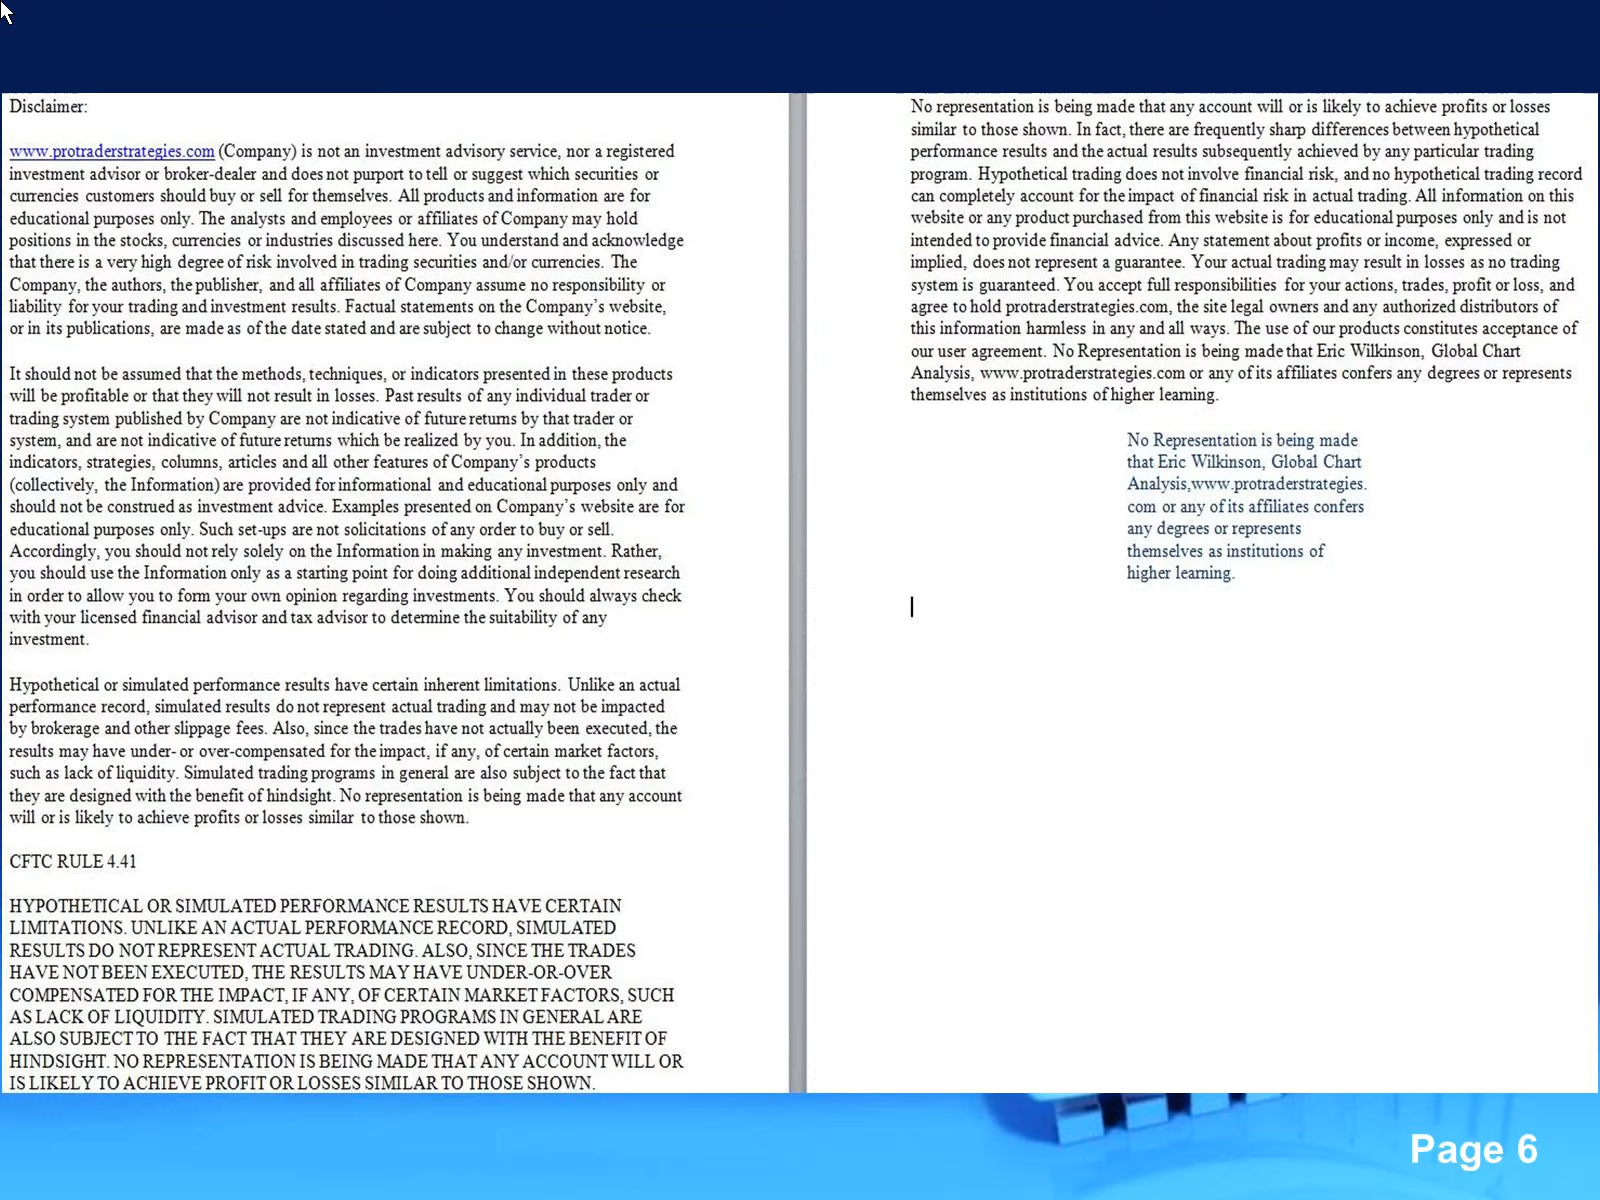 Disclaimer:
www.protraderstrategies.com (Company) is not an investment advisory service, nor a registered
investment advisor or broker-dealer and does not purport to tell or suggest which securities or
currencies customers should buy or sell for themselves. All products and information are for
educational purposes only. The analysts and employees or affiliates of Company may hold
positions in the stocks, currencies or industries discussed here. You understand and acknowledge
that there is a very high degree of risk involved in trading securities and/or currencies. The
Company, the authors, the publisher, and all affiliates of Company assume no responsibility or
liability for your trading and investment results. Factual statements on the Company's website,
or in its publications, are made as of the date stated and are subject to change without notice.
It should not be assumed that the methods, techniques, or indicators presented in these products
will be profitable or that they will not result in losses. Past results of any individual trader or
trading system published by Company are not indicative of future returns by that trader or
system, and are not indicative of future returns which be realized by you. In addition, the
indicators, strategies, columns, articles and all other features of Company's products
(collectively, the Information) are provided for informational and educational purposes only and
should not be construed as investment advice. Examples presented on Company's website are for
educational purposes only. Such set-ups are not solicitations of any order to buy or sell.
Accordingly, you should not rely solely on the Information in making any investment. Rather,
you should use the Information only as a starting point for doing additional independent research
in order to allow you to form your own opinion regarding investments. You should always check
with your licensed financial advisor and tax advisor to determine the suitability of any
investment.
Hypothetical or simulated performance results have certain inherent limitations. Unlike an actual
performance record, simulated results do not represent actual trading and may not be impacted
by brokerage and other slippage fees. Also, since the trades have not actually been executed, the
results may have under- or over-compensated for the impact, if any, of certain market factors,
such as lack of liquidity. Simulated trading programs in general are also subject to the fact that
they are designed with the benefit of hindsight. No representation is being made that any account
will or is likely to achieve profits or losses similar to those shown.
CFTC RULE 4.41
HYPOTHETICAL OR SIMULATED PERFORMANCE RESULTS HAVE CERTAIN
LIMITATIONS. UNLIKE AN ACTUAL PERFORMANCE RECORD, SIMULATED
RESULTS DO NOT REPRESENT ACTUAL TRADING. ALSO, SINCE THE TRADES
HAVE NOT BEEN EXECUTED, THE RESULTS MAY HAVE UNDER-OR-OVER
COMPENSATED FOR THE IMPACT, IF ANY, OF CERTAIN MARKET FACTORS, SUCH
AS LACK OF LIQUIDITY. SIMULATED TRADING PROGRAMS IN GENERAL ARE
ALSO SUBJECT TO THE FACT THAT THEY ARE DESIGNED WITH THE BENEFIT OF
HINDSIGHT. NO REPRESENTATION IS BEING MADE THAT ANY ACCOUNT WILL OR
IS LIKELY TO ACHIEVE PROFIT OR LOSSES SIMILAR TO THOSE SHOWN.
No representation is being made that any account will or is likely to achieve profits or losses
similar to those shown. In fact, there are frequently sharp differences between hypothetical
performance results and the actual results subsequently achieved by any particular trading
program. Hypothetical trading does not involve financial risk, and no hypothetical trading record
can completely account for the impact of financial risk in actual trading. All information on this
website or any product purchased from this website is for educational purposes only and is not
intended to provide financial advice. Any statement about profits or income, expressed or
implied, does not represent a guarantee. Your actual trading may result in losses as no trading
system is guaranteed. You accept full responsibilities for your actions, trades, profit or loss, and
agree to hold protraderstrategies.com, the site legal owners and any authorized distributors of
this information harmless in any and all ways. The use of our products constitutes acceptance of
our user agreement. No Representation is being made that Eric Wilkinson, Global Chart
Analysis, www.protraderstrategies.com or any of its affiliates confers any degrees or represents
themselves as institutions of higher learning.
No Representation is being made
that Eric Wilkinson, Global Chart
Analysis,www.protraderstrategies.
com or any of its affiliates confers
any degrees or represents
themselves as institutions of
higher learning.
Page 6